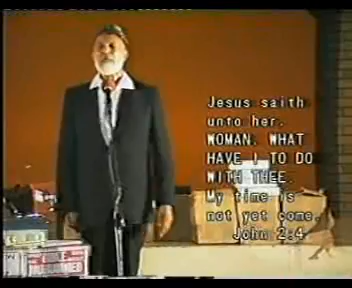 Jesus saith
unto her.
WOMAN. WHAT
HAVE I TO DO
WITH THEE.
My time is
not yet come.
John 2:4.